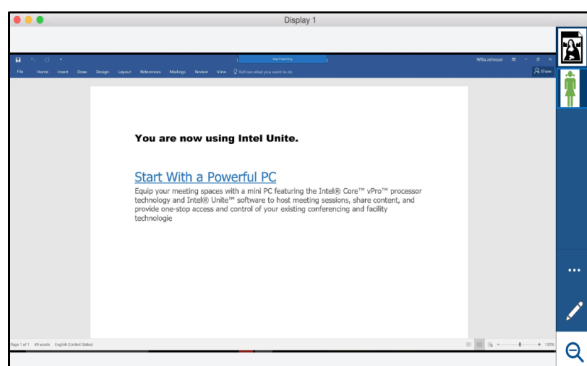 Display 1
File Home Insert Draw Design Layout References Mailings Review View Tell me what you want to do
Share
You are now using Intel Unite.
Start With a Powerful PC
Equip your meeting spaces with a mini PC featuring the Intel® Core™ vPro™ processor
technology and Intel® Unite™ software to host meeting sessions, share content, and
provide one-stop access and control of your existing conferencing and facility
technologie
Page 1 of 1 49 words English (United States)
100%